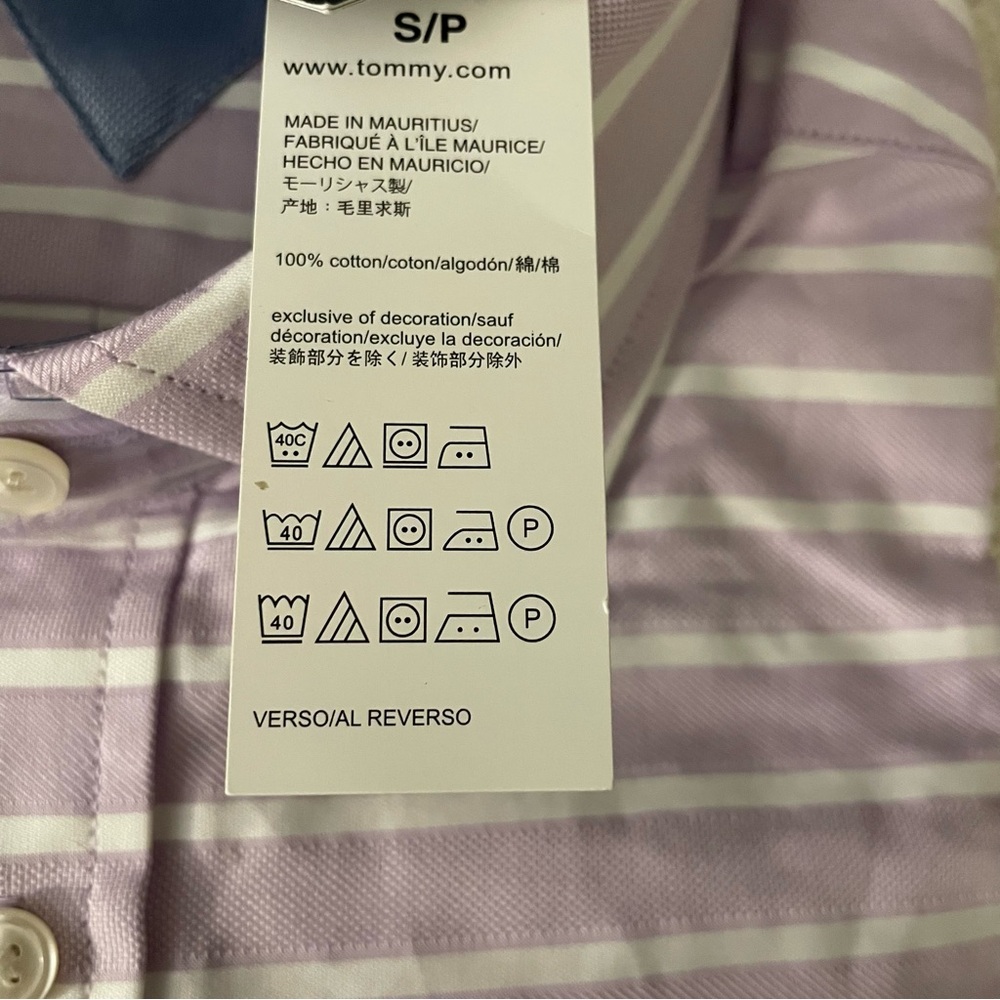 S/P
www.tommy.com
MADE IN MAURITIUS/
FABRIQUÉ À L'ÎLE MAURICE/
HECHO EN MAURICIO/
モーリシャス製/
产地：毛里求斯
100% cotton/coton/algodón/綿/棉
exclusive of decoration/sauf
décoration/excluye la decoración/
装飾部分を除く/ 装饰部分除外
40C
40 P
40 P
VERSO/AL REVERSO